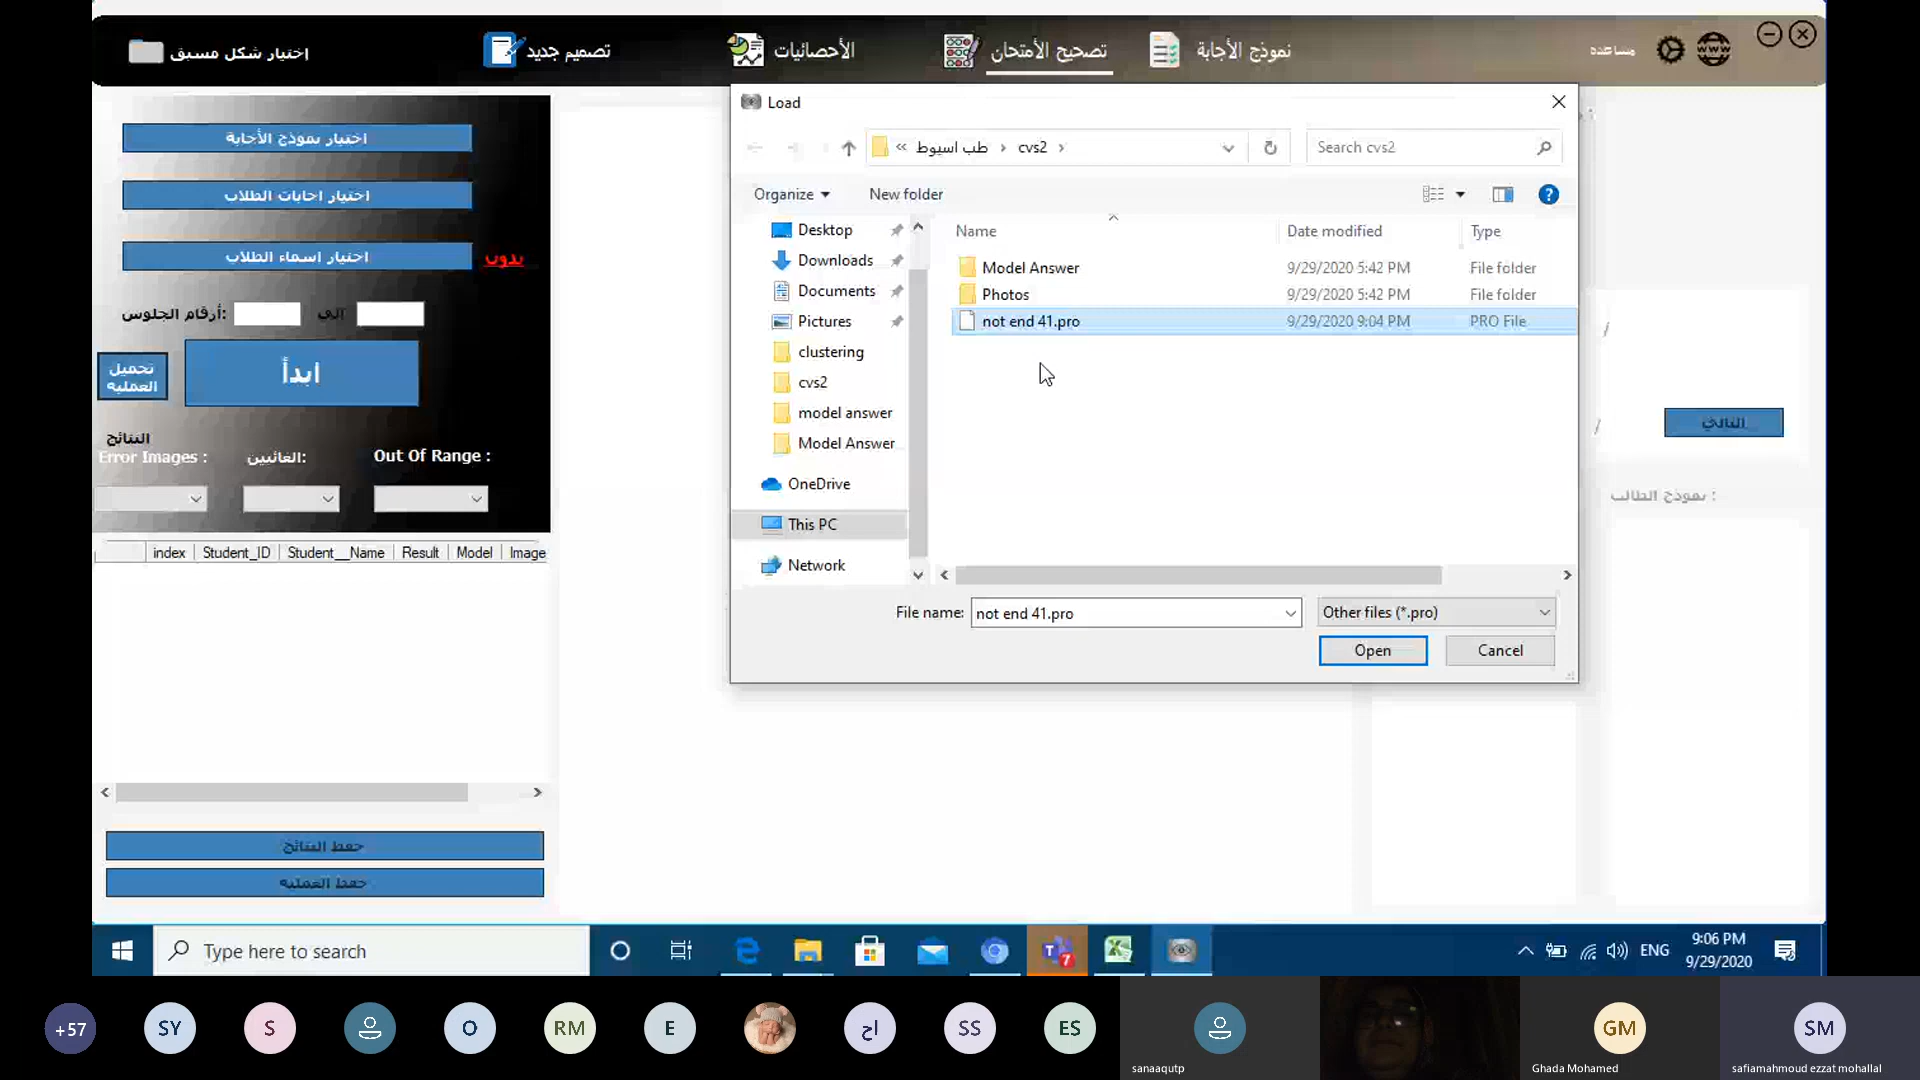 اختيار شكل مسبق
تصميم جديد
الأحصائيات
تصحيح الأمتحان
نموذج الأجابة
مساعدة
اختيار نموذج الأجابة
اختيار اجابات الطلاب
اختيار اسماء الطلاب
بدون
أرقام الجلوس:
الى
تحميل
العمليه
ابدأ
النتائج
Error Images :
الغائبين:
Out Of Range :
index Student_ID Student__Name Result Model Image
حفظ النتائج
حفظ العمليه
Load
« طب اسيوط › cvs2 ›
Search cvs2
Organize
New folder
Desktop
Downloads
Documents
Pictures
clustering
cvs2
model answer
Model Answer
OneDrive
This PC
Network
Name Date modified Type
Model Answer 9/29/2020 5:42 PM File folder
Photos 9/29/2020 5:42 PM File folder
not end 41.pro 9/29/2020 9:04 PM PRO File
File name: not end 41.pro
Other files (*.pro)
Open
Cancel
/
/
التالي
نموذج الطالب :
Type here to search
7
ENG
9:06 PM
9/29/2020
+57
SY
S
O
RM
E
اح
SS
ES
GM
SM
sanaaqutp
Ghada Mohamed
safiamahmoud ezzat mohallal